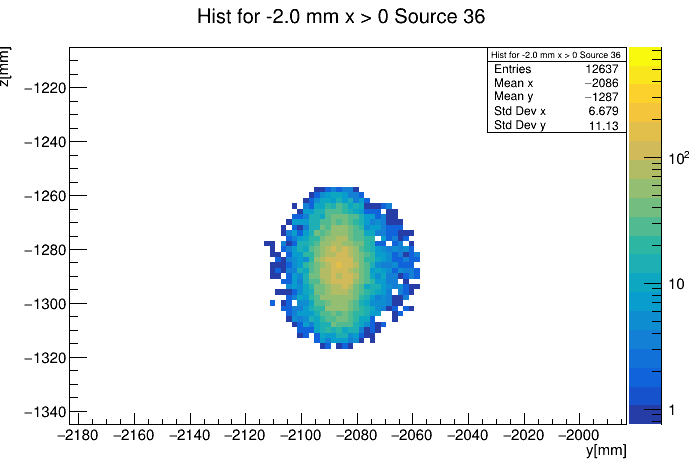 Hist for -2.0 mm x > 0 Source 36
z[mm]
Hist for -2.0 mm x > 0 Source 36
Entries 12637
Mean x −2086
Mean y −1287
Std Dev x 6.679
Std Dev y 11.13
−1220
−1240
−1260
−1280
−1300
−1320
−1340
10²
10
1
−2180 −2160 −2140 −2120 −2100 −2080 −2060 −2040 −2020 −2000
y[mm]